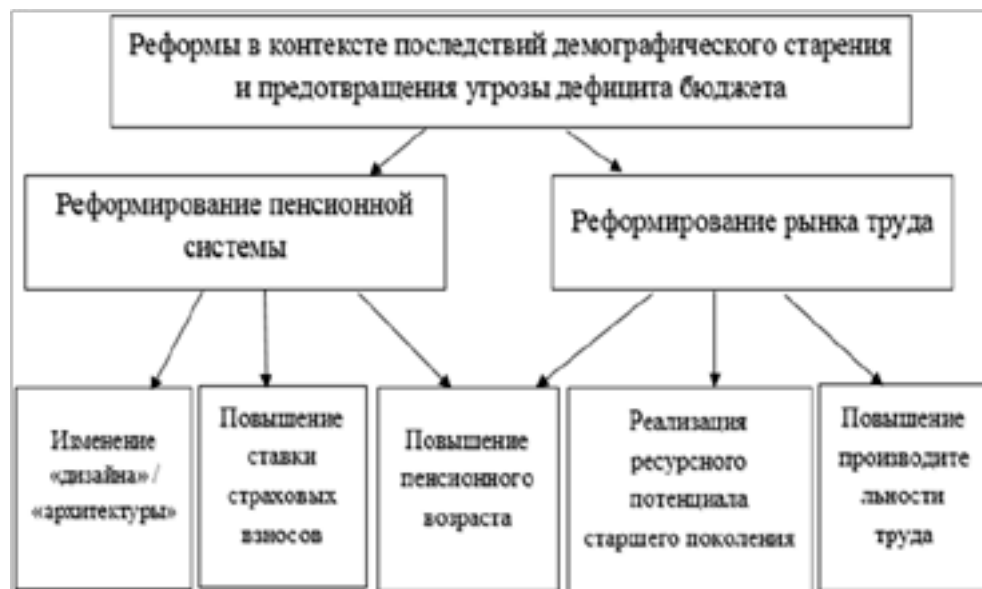 Реформы в контексте последствий демографического старения
и предотвращения угрозы дефицита бюджета
Реформирование пенсионной
системы
Реформирование рынка труда
Изменение
«дизайна» /
«архитектуры»
Повышение
ставки
страховых
взносов
Повышение
пенсионного
возраста
Реализация
ресурсного
потенциала
старшего поколения
Повышение
производите
льности
труда